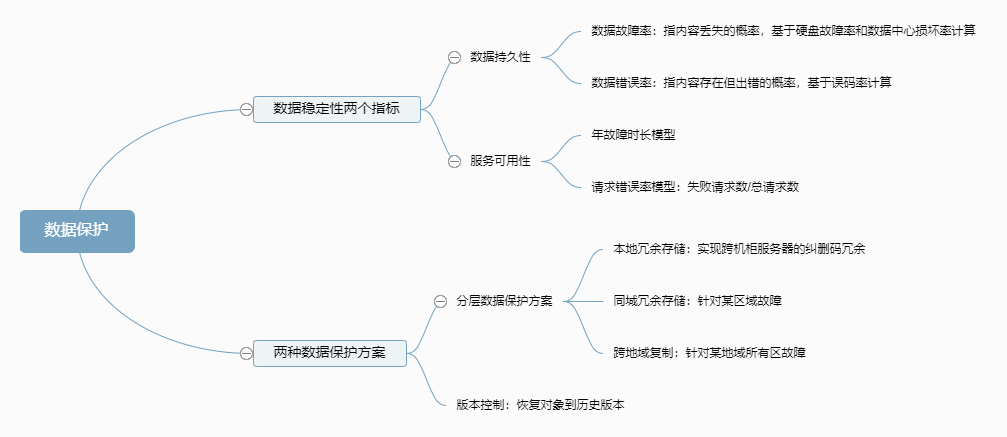 数据保护
数据稳定性两个指标
数据持久性
数据故障率：指内容丢失的概率，基于硬盘故障率和数据中心损坏率计算
数据错误率：指内容存在但出错的概率，基于误码率计算
服务可用性
年故障时长模型
请求错误率模型：失败请求数/总请求数
两种数据保护方案
分层数据保护方案
本地冗余存储：实现跨机柜服务器的纠删码冗余
同城冗余存储：针对某区域故障
跨地域复制：针对某地域所有区故障
版本控制：恢复对象到历史版本